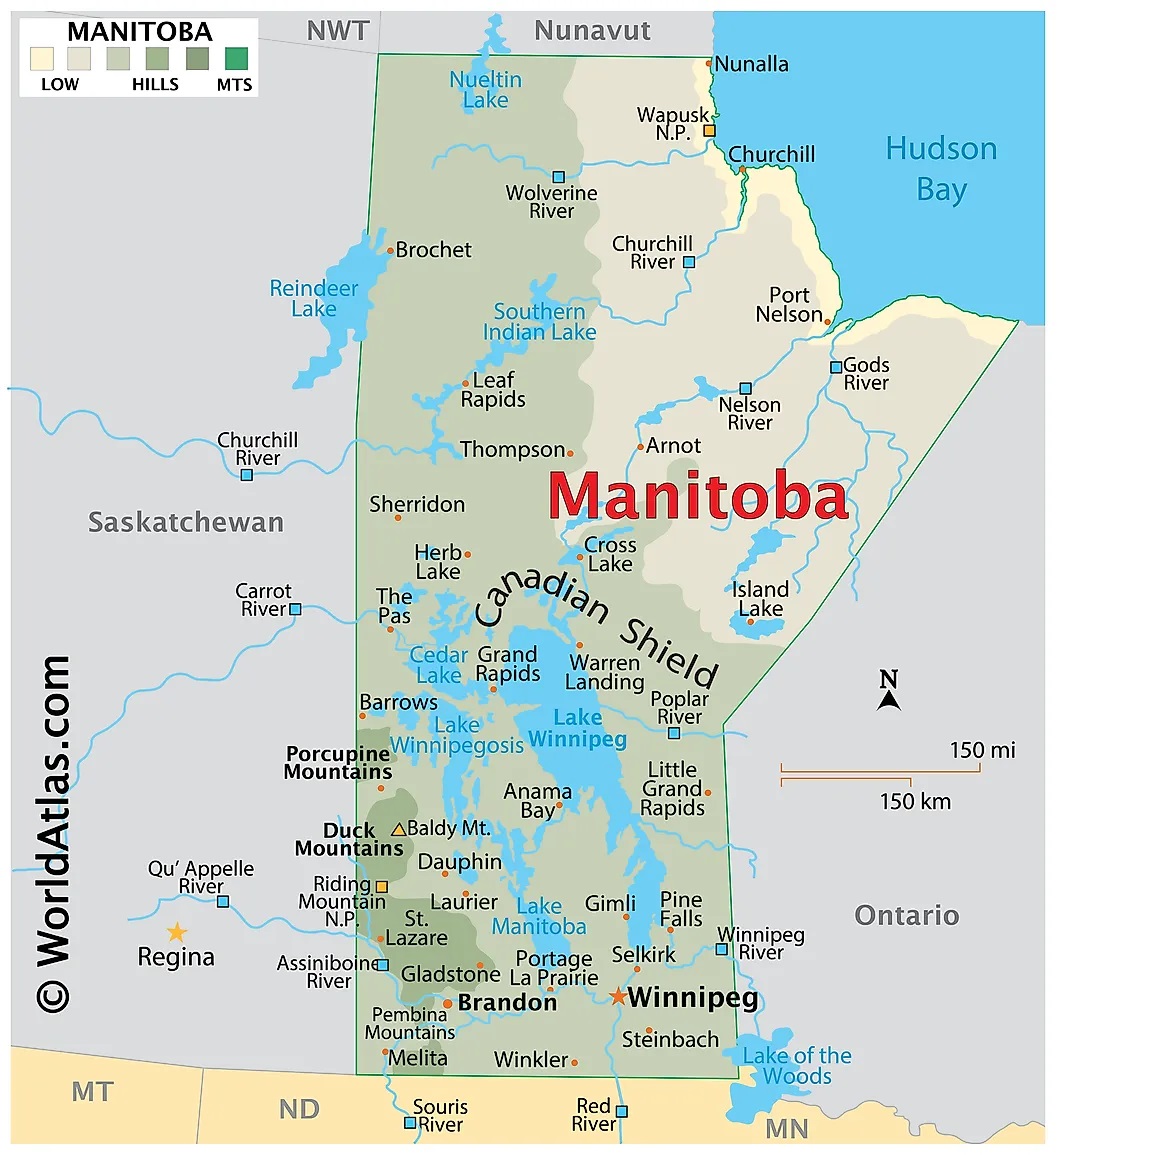 MANITOBA
LOW HILLS MTS
NWT
Nunavut
Nueltin
Lake
Nunalla
Wapusk
N.P.
Churchill
Hudson
Bay
Wolverine
River
Churchill
River
Brochet
Reindeer
Lake
Southern
Indian Lake
Port
Nelson
Gods
River
Leaf
Rapids
Nelson
River
Churchill
River
Thompson
Arnot
Manitoba
Sherridon
Saskatchewan
Herb
Lake
Cross
Lake
Canadian Shield
Carrot
River
The
Pas
Island
Lake
Cedar
Lake
Grand
Rapids
Warren
Landing
Poplar
River
N
Barrows
Lake
Winnipegosis
Lake
Winnipeg
Porcupine
Mountains
150 mi
150 km
Little
Grand
Rapids
Anama
Bay
Duck
Mountains
Baldy Mt.
Dauphin
Qu' Appelle
River
Riding
Mountain
N.P.
Laurier
Lake
Manitoba
Gimli
Pine
Falls
Ontario
St.
Lazare
Regina
Winnipeg
River
Assiniboine
River
Gladstone
Portage
La Prairie
Selkirk
Brandon
Winnipeg
Pembina
Mountains
Steinbach
Melita
Winkler
Lake of the
Woods
MT
ND
Souris
River
Red
River
MN
© WorldAtlas.com